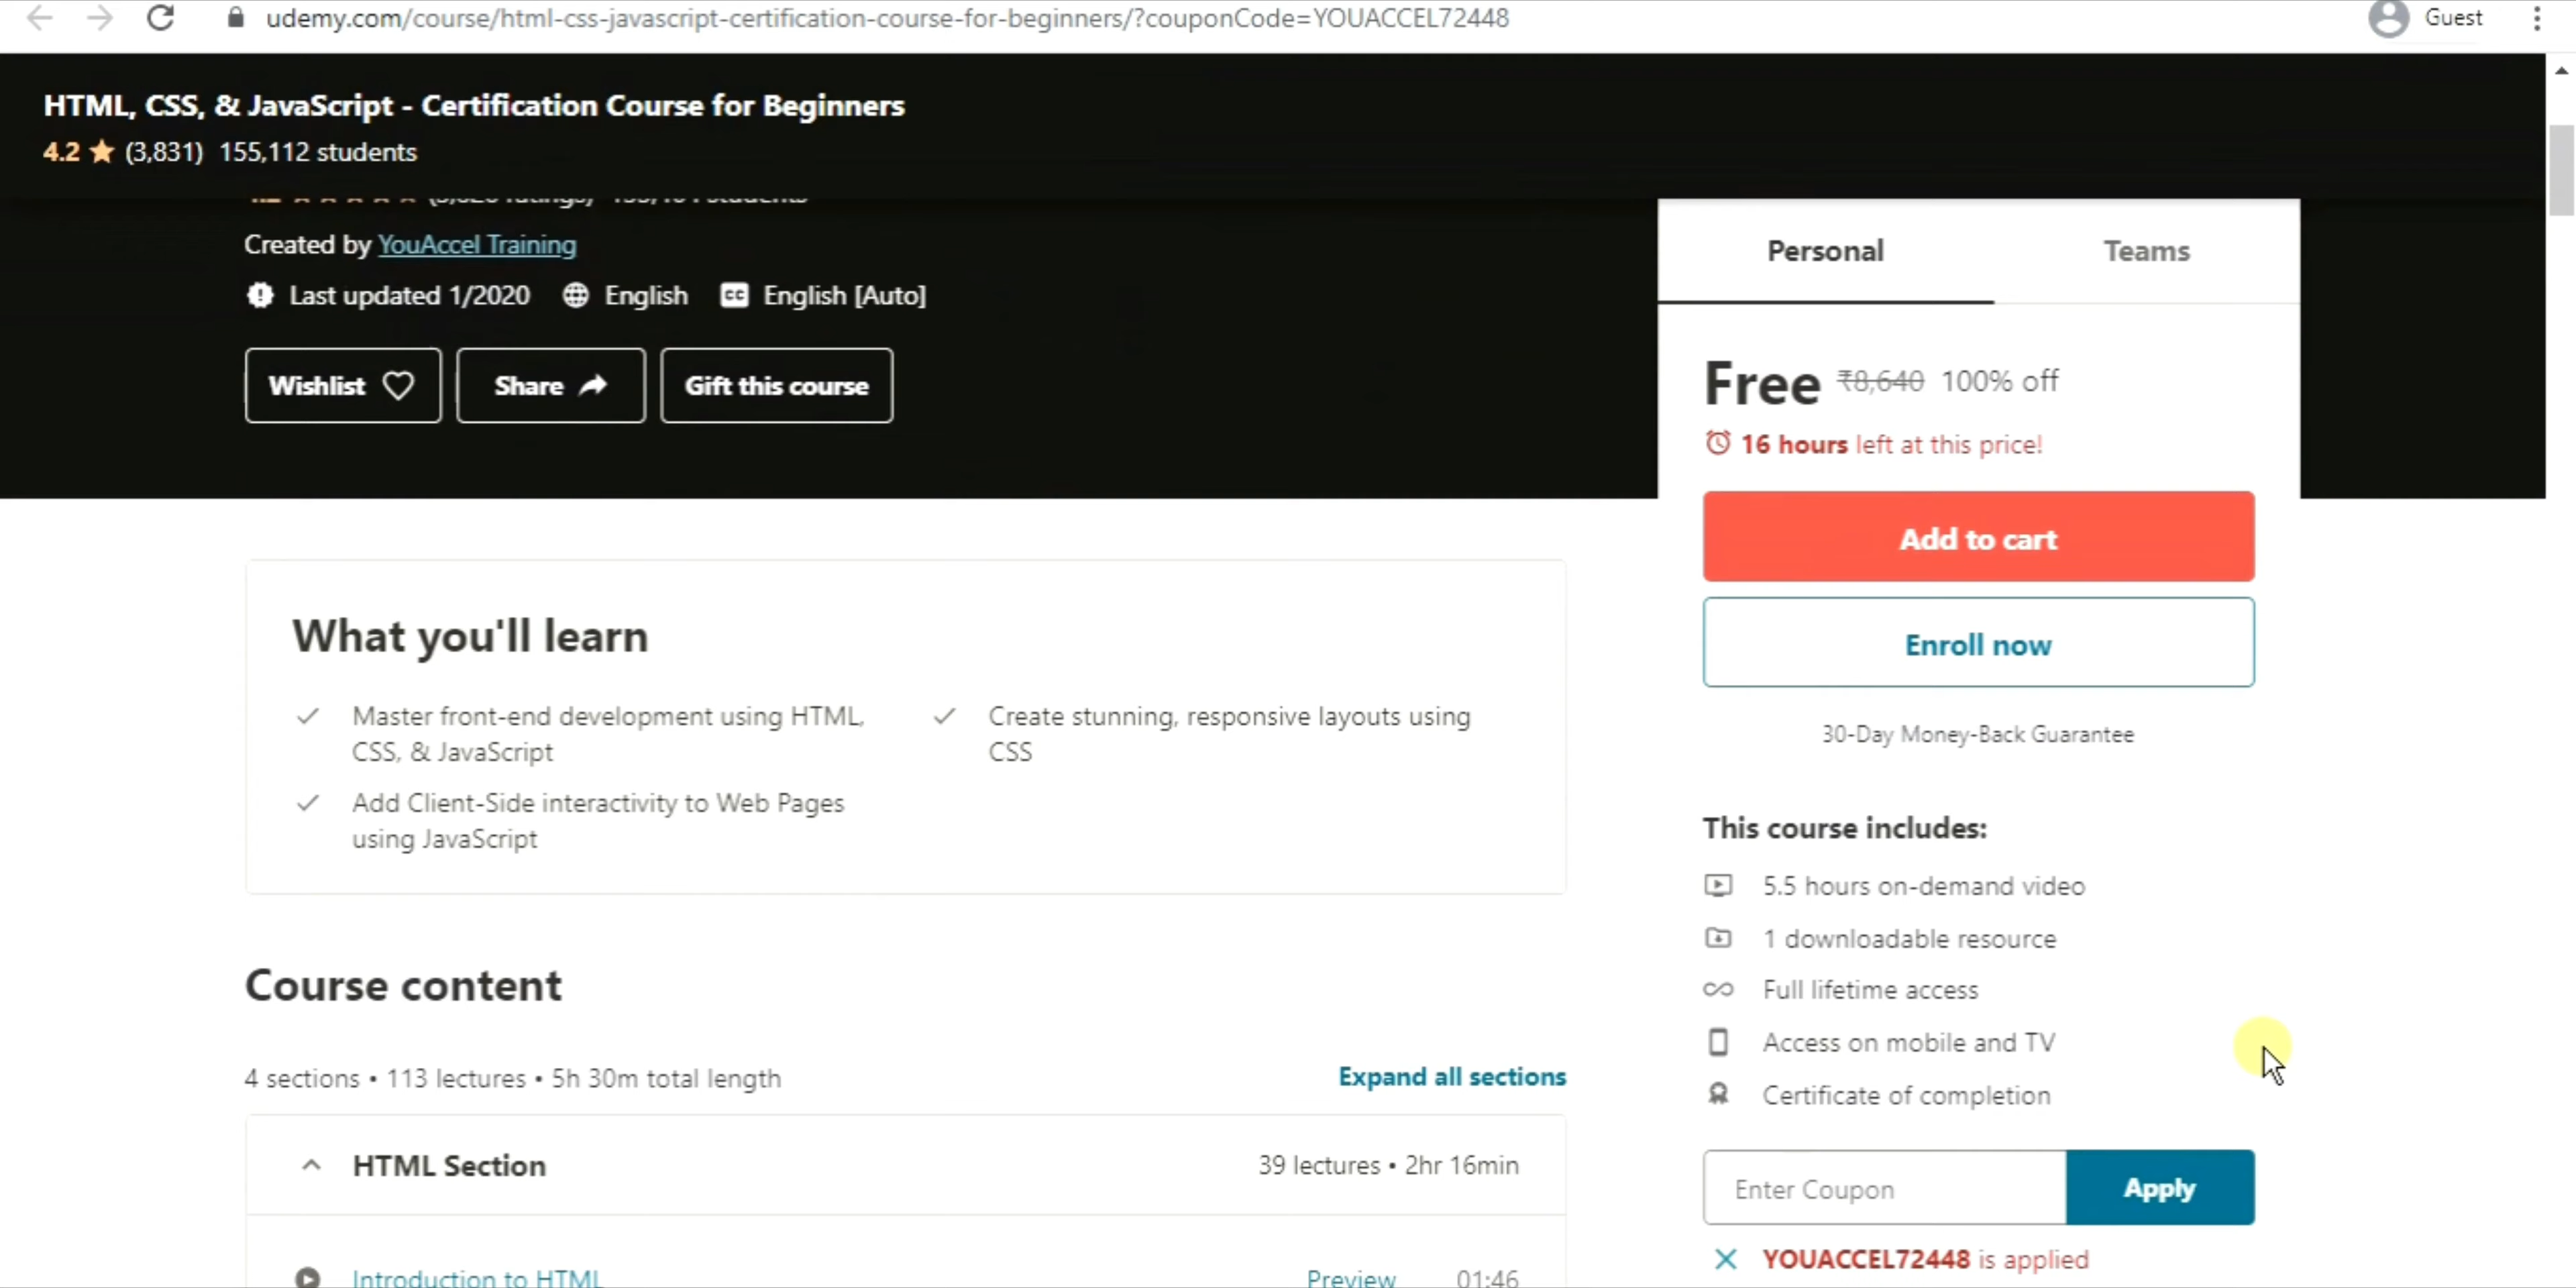 udemy.com/course/html-css-javascript-certification-course-for-beginners/?couponCode=YOUACCEL72448
Guest
HTML, CSS, & JavaScript - Certification Course for Beginners
4.2 ★ (3,831) 155,112 students
Created by YouAccel Training
Last updated 1/2020 English CC English [Auto]
Wishlist Share Gift this course
Personal Teams
Free ₹8,640 100% off
16 hours left at this price!
Add to cart
Enroll now
30-Day Money-Back Guarantee
This course includes:
5.5 hours on-demand video
1 downloadable resource
Full lifetime access
Access on mobile and TV
Certificate of completion
Enter Coupon Apply
YOUACCEL72448 is applied
What you'll learn
Master front-end development using HTML,
CSS, & JavaScript
Create stunning, responsive layouts using
CSS
Add Client-Side interactivity to Web Pages
using JavaScript
Course content
4 sections • 113 lectures • 5h 30m total length
Expand all sections
HTML Section 39 lectures • 2hr 16min
Introduction to HTML Preview 01:46